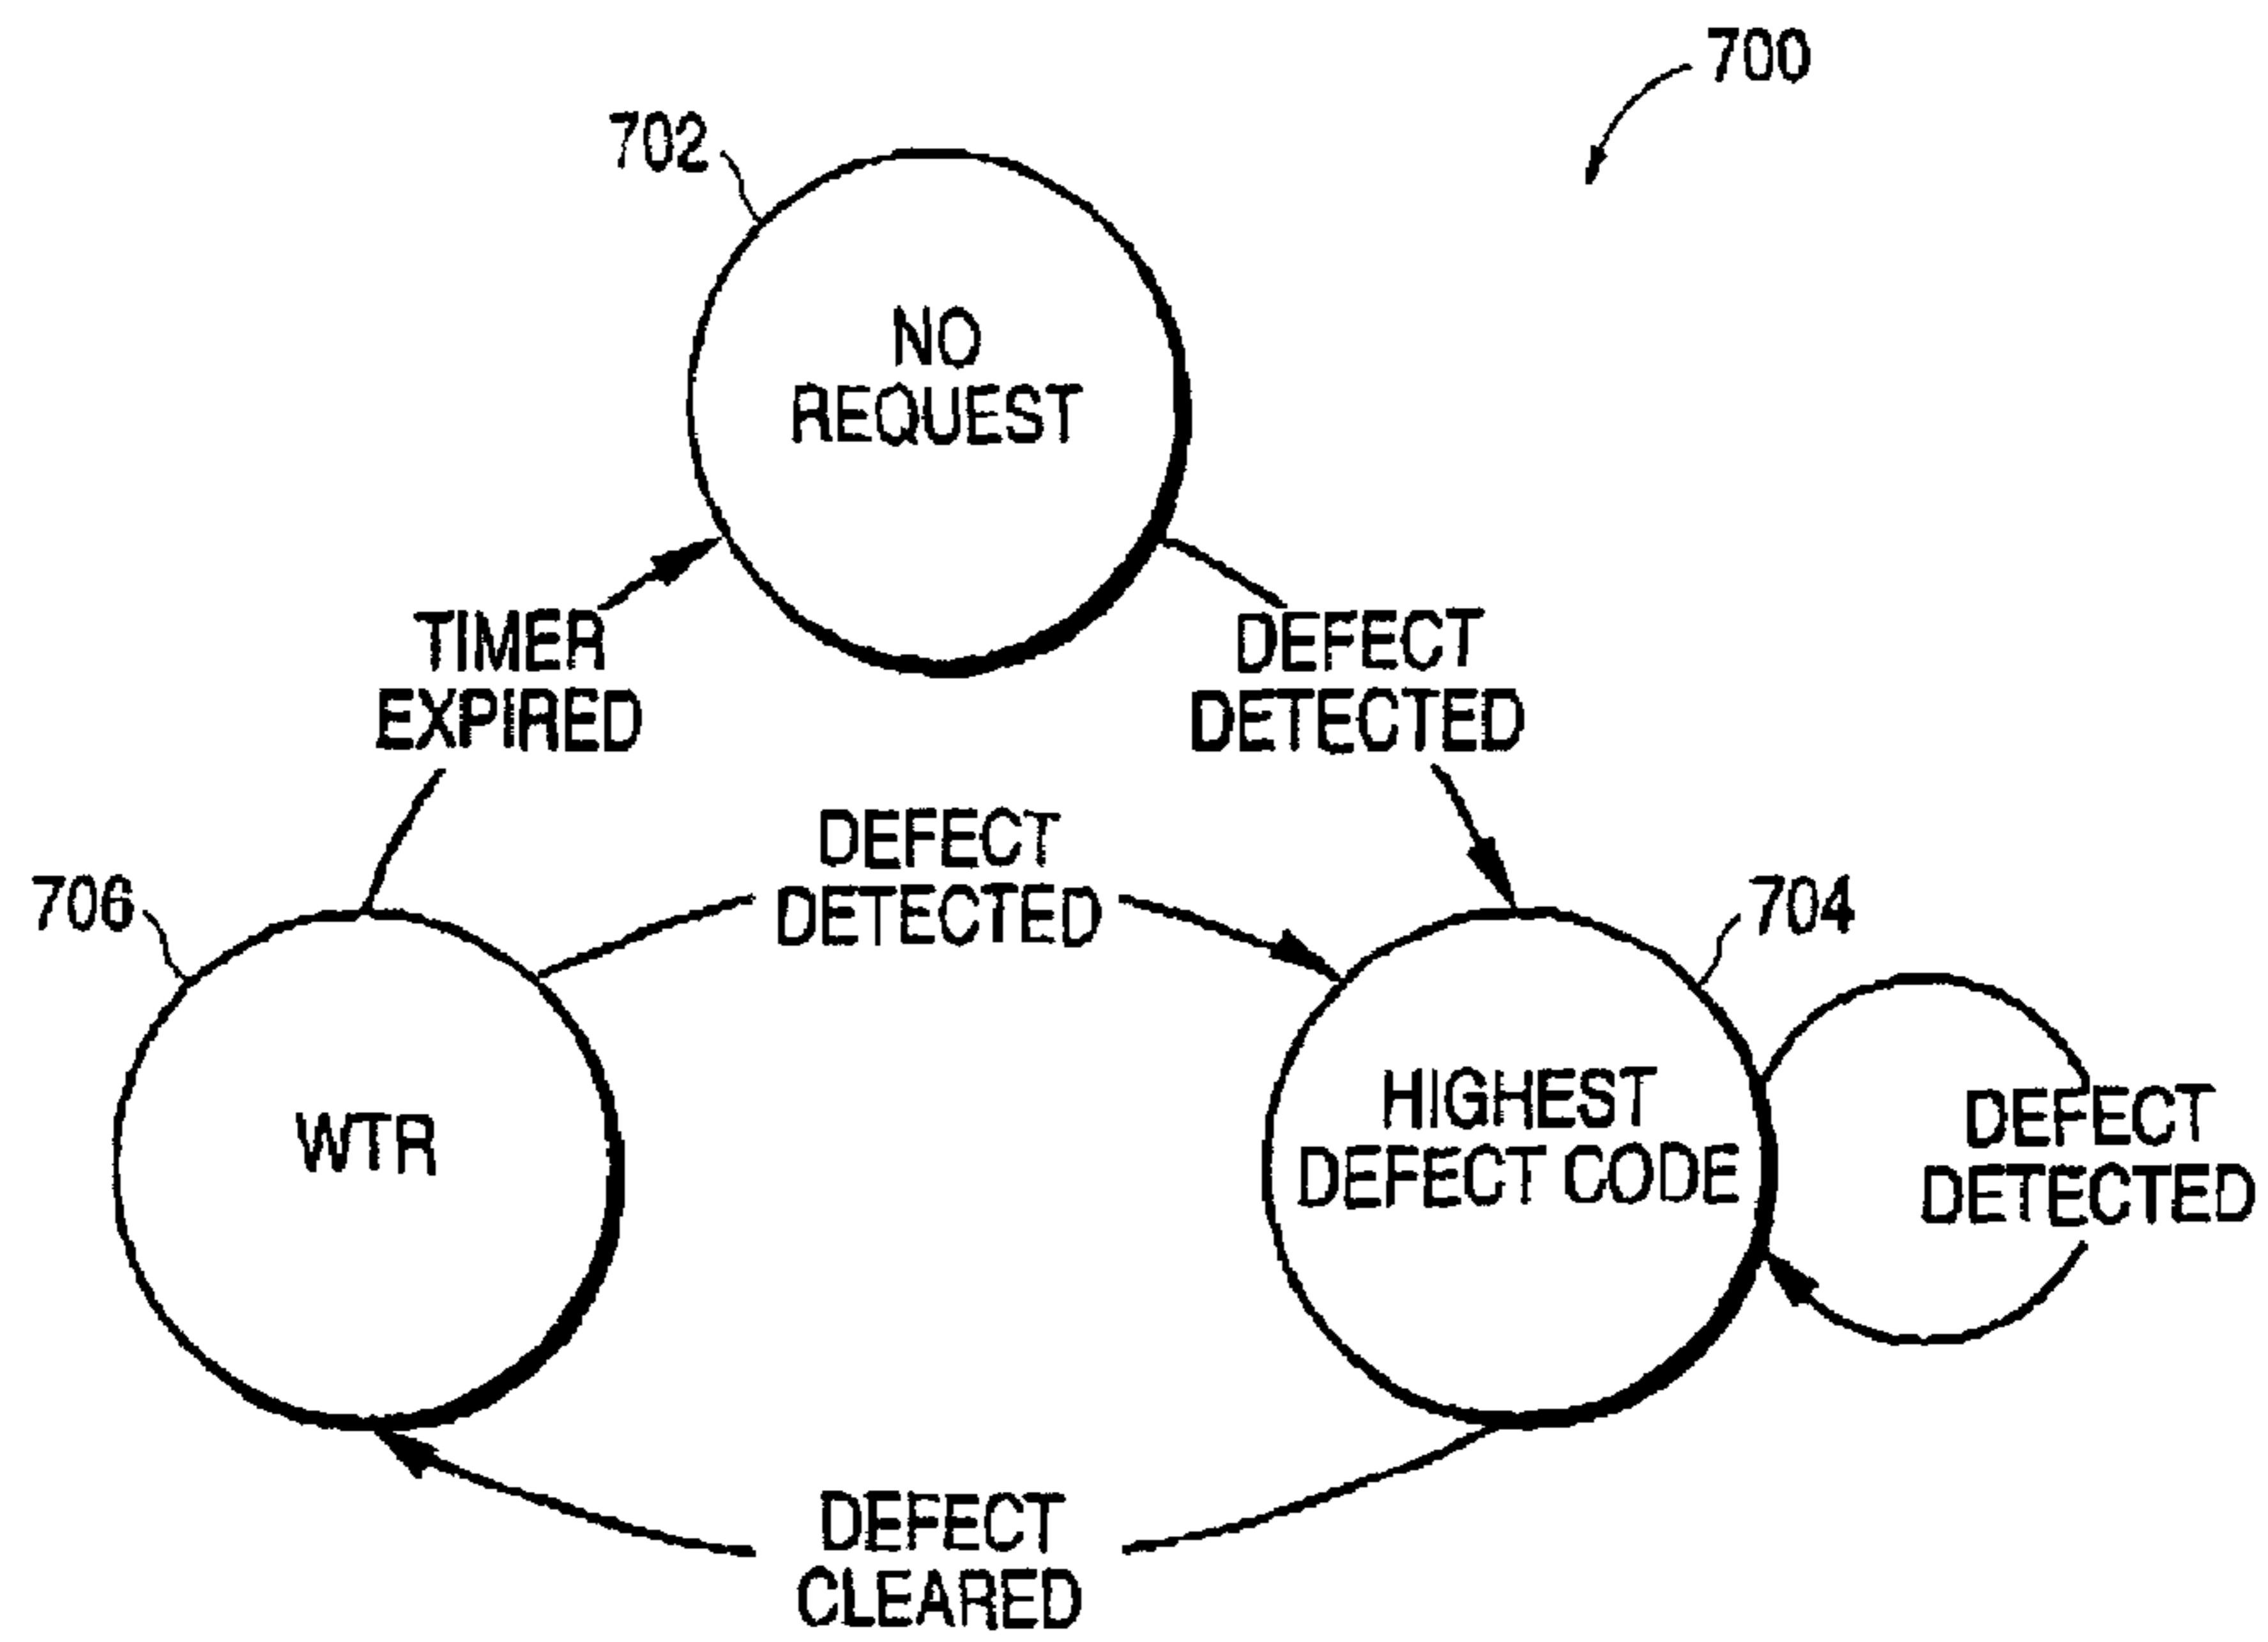 700
702
NO
REQUEST
TIMER
EXPIRED
DEFECT
DETECTED
DEFECT
DETECTED
706
704
WTR
HIGHEST
DEFECT CODE
DEFECT
DETECTED
DEFECT
CLEARED